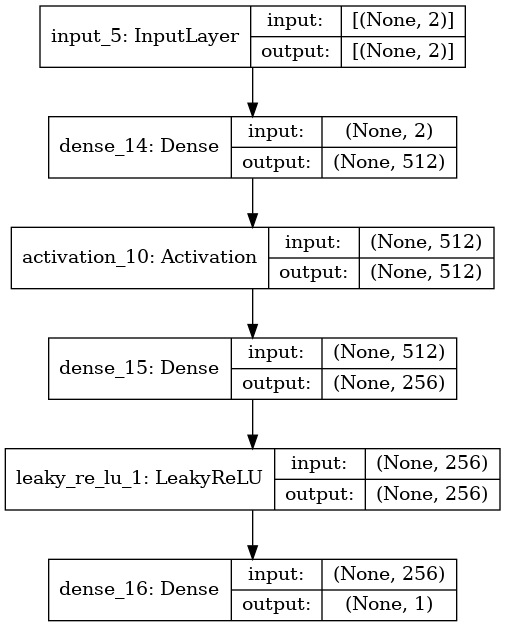 input_5: InputLayer
input: [(None, 2)]
output: [(None, 2)]
dense_14: Dense
input: (None, 2)
output: (None, 512)
activation_10: Activation
input: (None, 512)
output: (None, 512)
dense_15: Dense
input: (None, 512)
output: (None, 256)
leaky_re_lu_1: LeakyReLU
input: (None, 256)
output: (None, 256)
dense_16: Dense
input: (None, 256)
output: (None, 1)